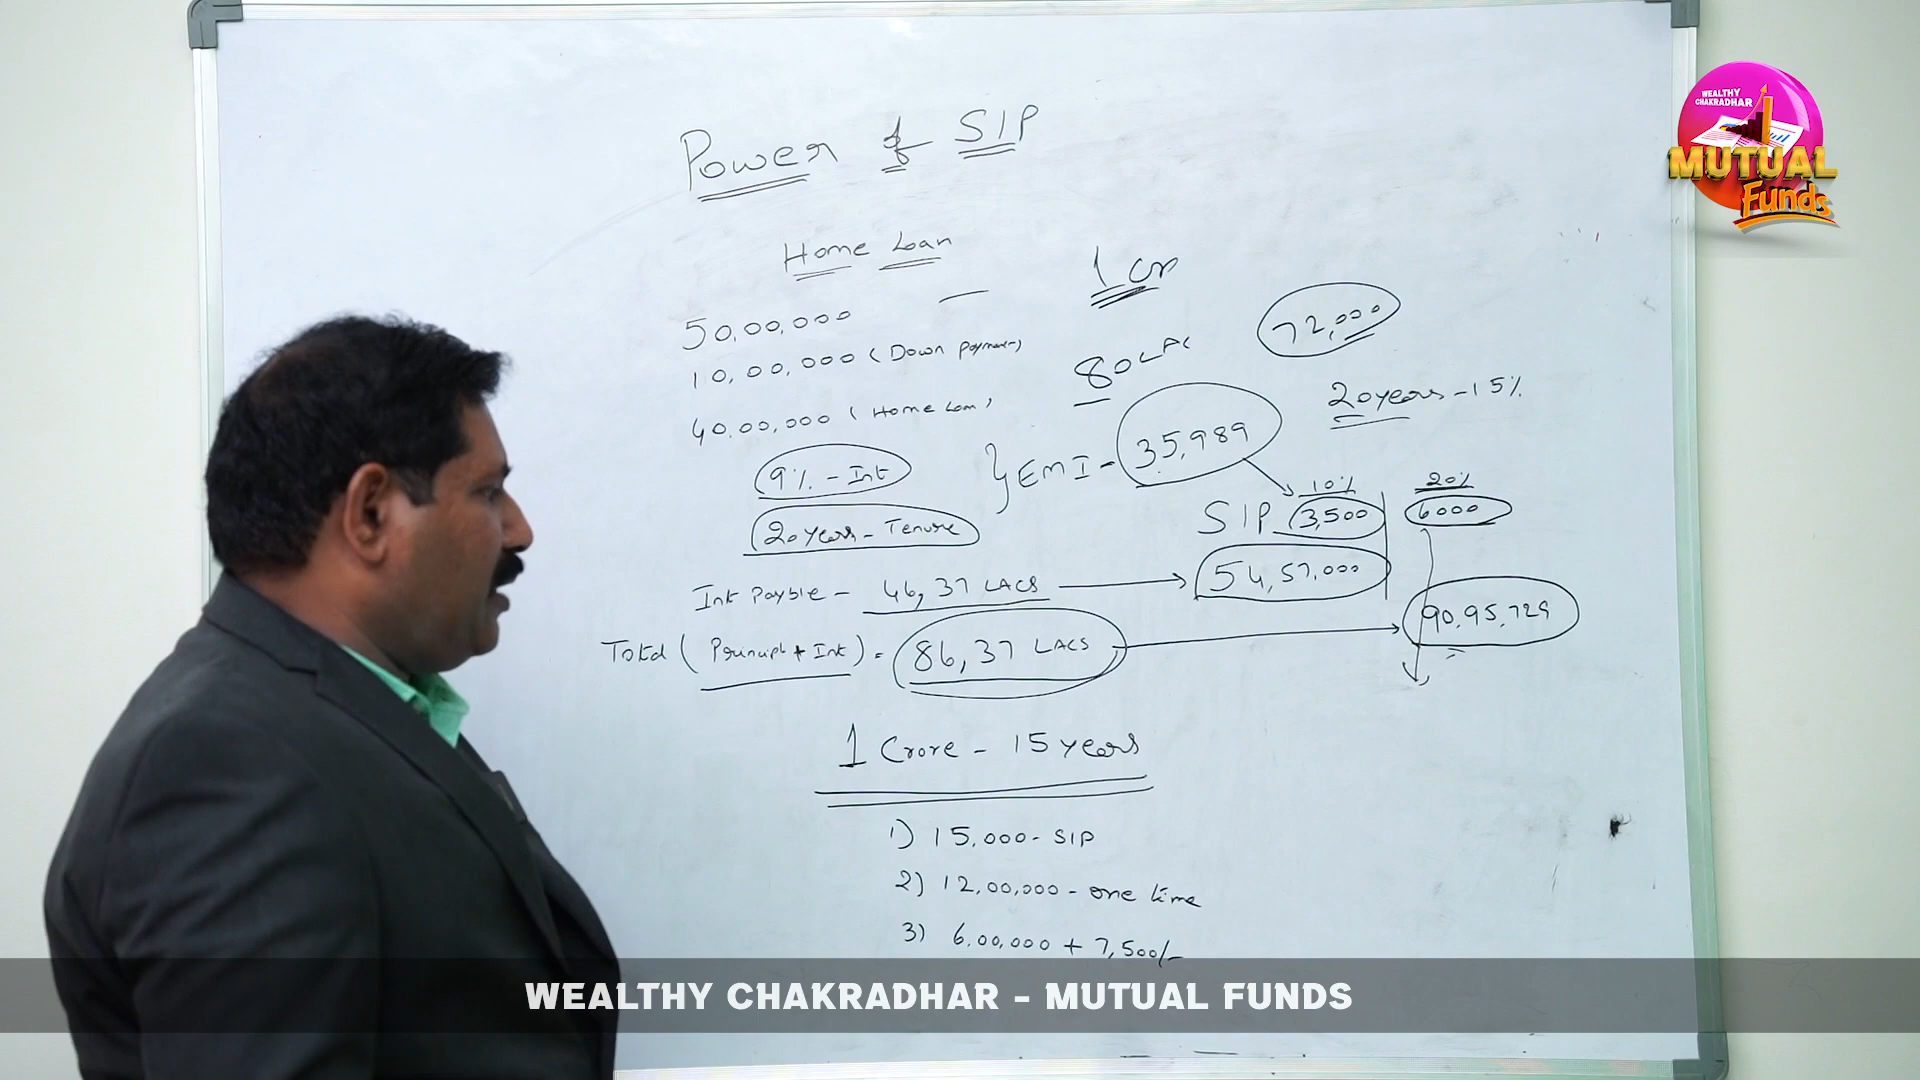 WEALTHY
CHAKRADHAR
MUTUAL
Funds
Power of SIP
Home Loan
1 Cr
50,00,000
72,000
10,00,000 (Down Payment)
80 LAC
20 years - 15%
40,00,000 (Home Loan)
9% - Int
} EMI - 35,989
10% 20%
20 Years - Tenure
SIP 3,500 6000
Int Payble - 46,37 LACS 54,57,000
90,95,729
Total (Principl + Int) = 86,37 LACS
1 Crore - 15 years
1) 15,000 - SIP
2) 12,00,000 - one time
3) 6,00,000 + 7,500/-
WEALTHY CHAKRADHAR - MUTUAL FUNDS